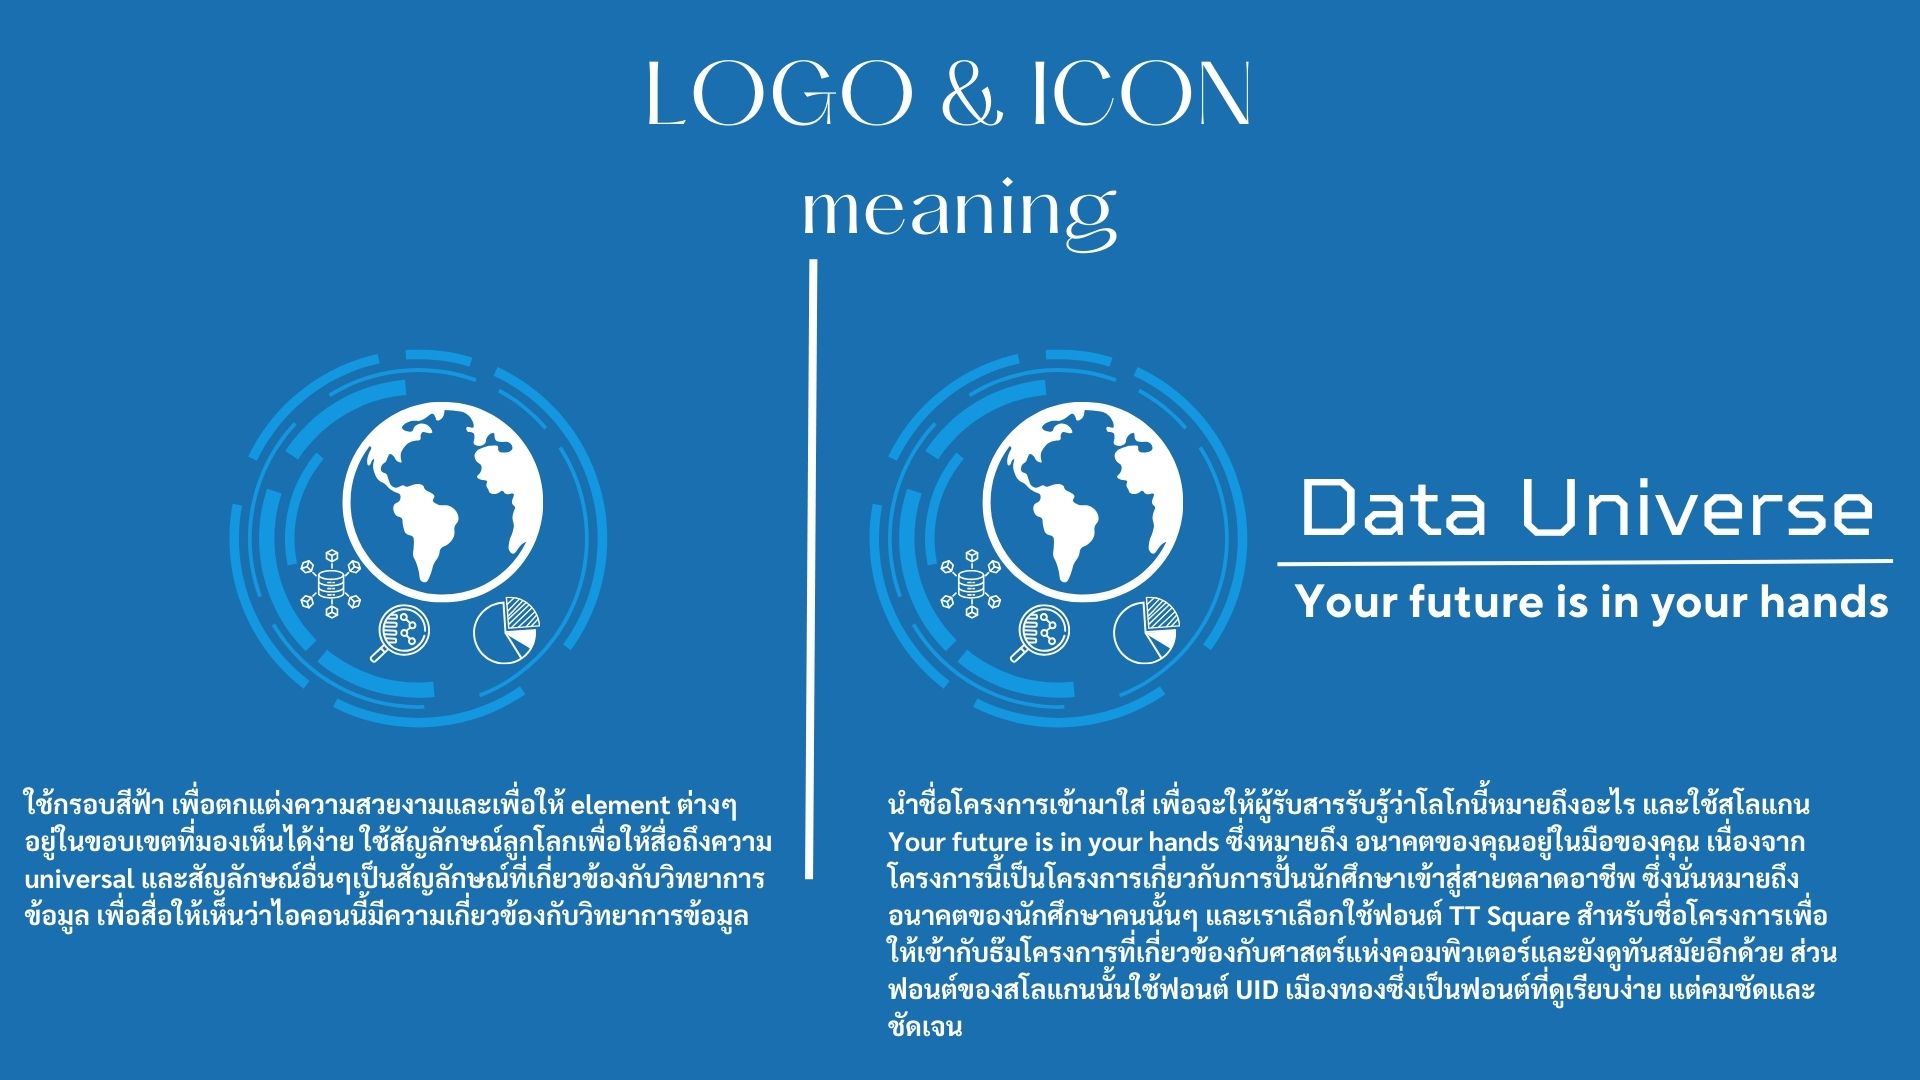 LOGO & ICON
meaning
Data Universe
Your future is in your hands
ใช้กรอบสีฟ้า เพื่อตกแต่งความสวยงามและเพื่อให้ element ต่างๆ
อยู่ในขอบเขตที่มองเห็นได้ง่าย ใช้สัญลักษณ์ลูกโลกเพื่อให้สื่อถึงความ
universal และสัญลักษณ์อื่นๆเป็นสัญลักษณ์ที่เกี่ยวข้องกับวิทยาการ
ข้อมูล เพื่อสื่อให้เห็นว่าไอคอนนี้มีความเกี่ยวข้องกับวิทยาการข้อมูล
นำชื่อโครงการเข้ามาใส่ เพื่อจะให้ผู้รับสารรับรู้ว่าโลโกนี้หมายถึงอะไร และใช้สโลแกน
Your future is in your hands ซึ่งหมายถึง อนาคตของคุณอยู่ในมือของคุณ เนื่องจาก
โครงการนี้เป็นโครงการเกี่ยวกับการปั้นนักศึกษาเข้าสู่สายตลาดอาชีพ ซึ่งนั่นหมายถึง
อนาคตของนักศึกษาคนนั้นๆ และเราเลือกใช้ฟอนต์ TT Square สำหรับชื่อโครงการเพื่อ
ให้เข้ากับธีมโครงการที่เกี่ยวข้องกับศาสตร์แห่งคอมพิวเตอร์และยังดูทันสมัยอีกด้วย ส่วน
ฟอนต์ของสโลแกนนั้นใช้ฟอนต์ UID เมืองทองซึ่งเป็นฟอนต์ที่ดูเรียบง่าย แต่คมชัดและ
ชัดเจน